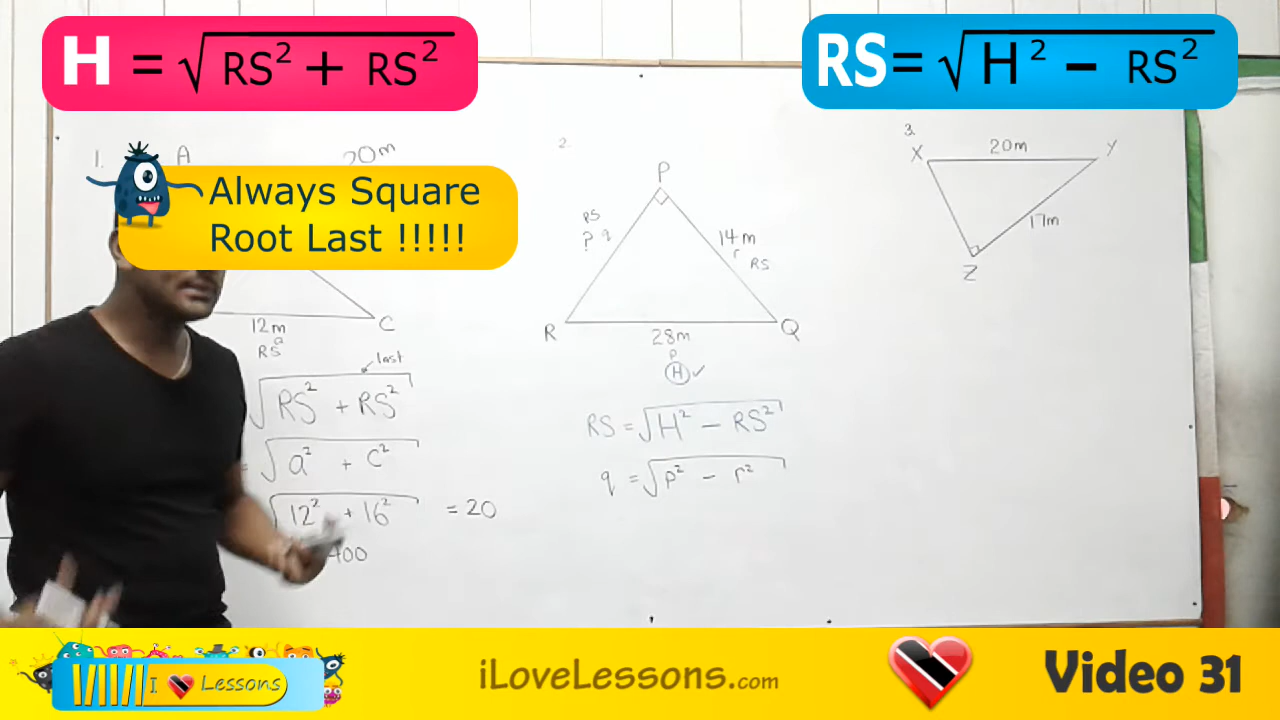 H = √RS² + RS²
RS = √H² – RS²
Always Square
Root Last !!!!!
1.
A
20m
12m
a
RS
C
last
√RS² + RS²
= √a² + c²
√12² + 16² = 20
400
2.
P
RS
? q
14m
r
RS
R
28m
Q
p
H ✓
RS = √H² – RS²
q = √p² – r²
3.
X
20m
Y
17m
Z
I Lessons
iLoveLessons.com
Video 31